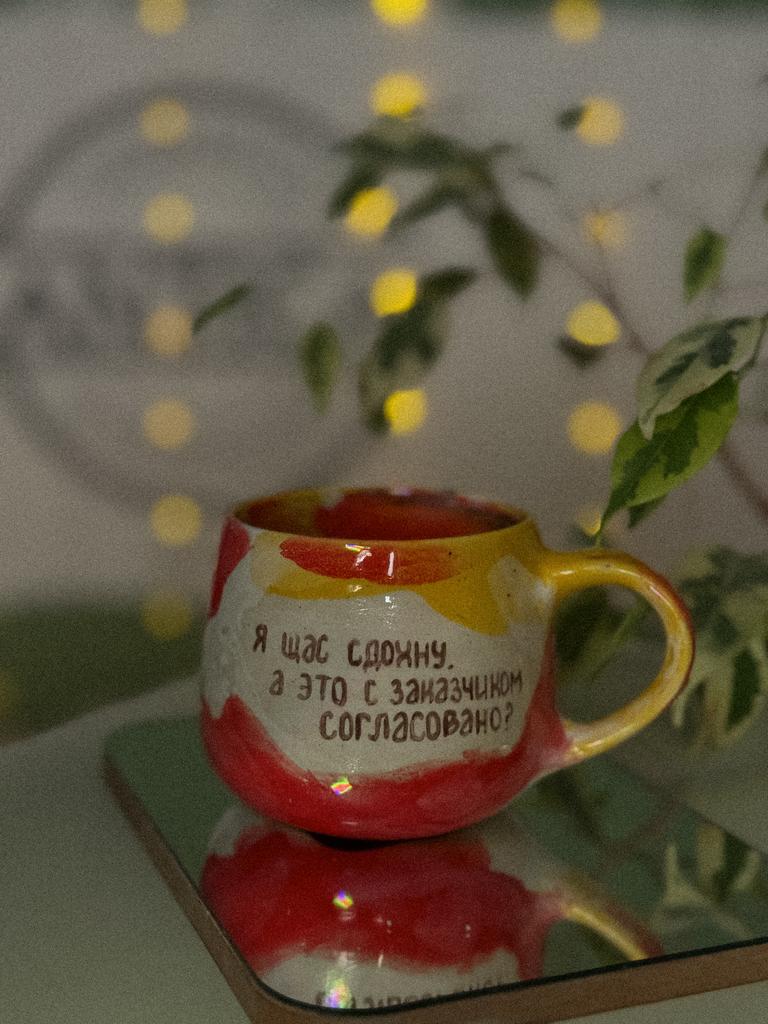 Я щас сдохну.
а это с заказчиком
согласовано?